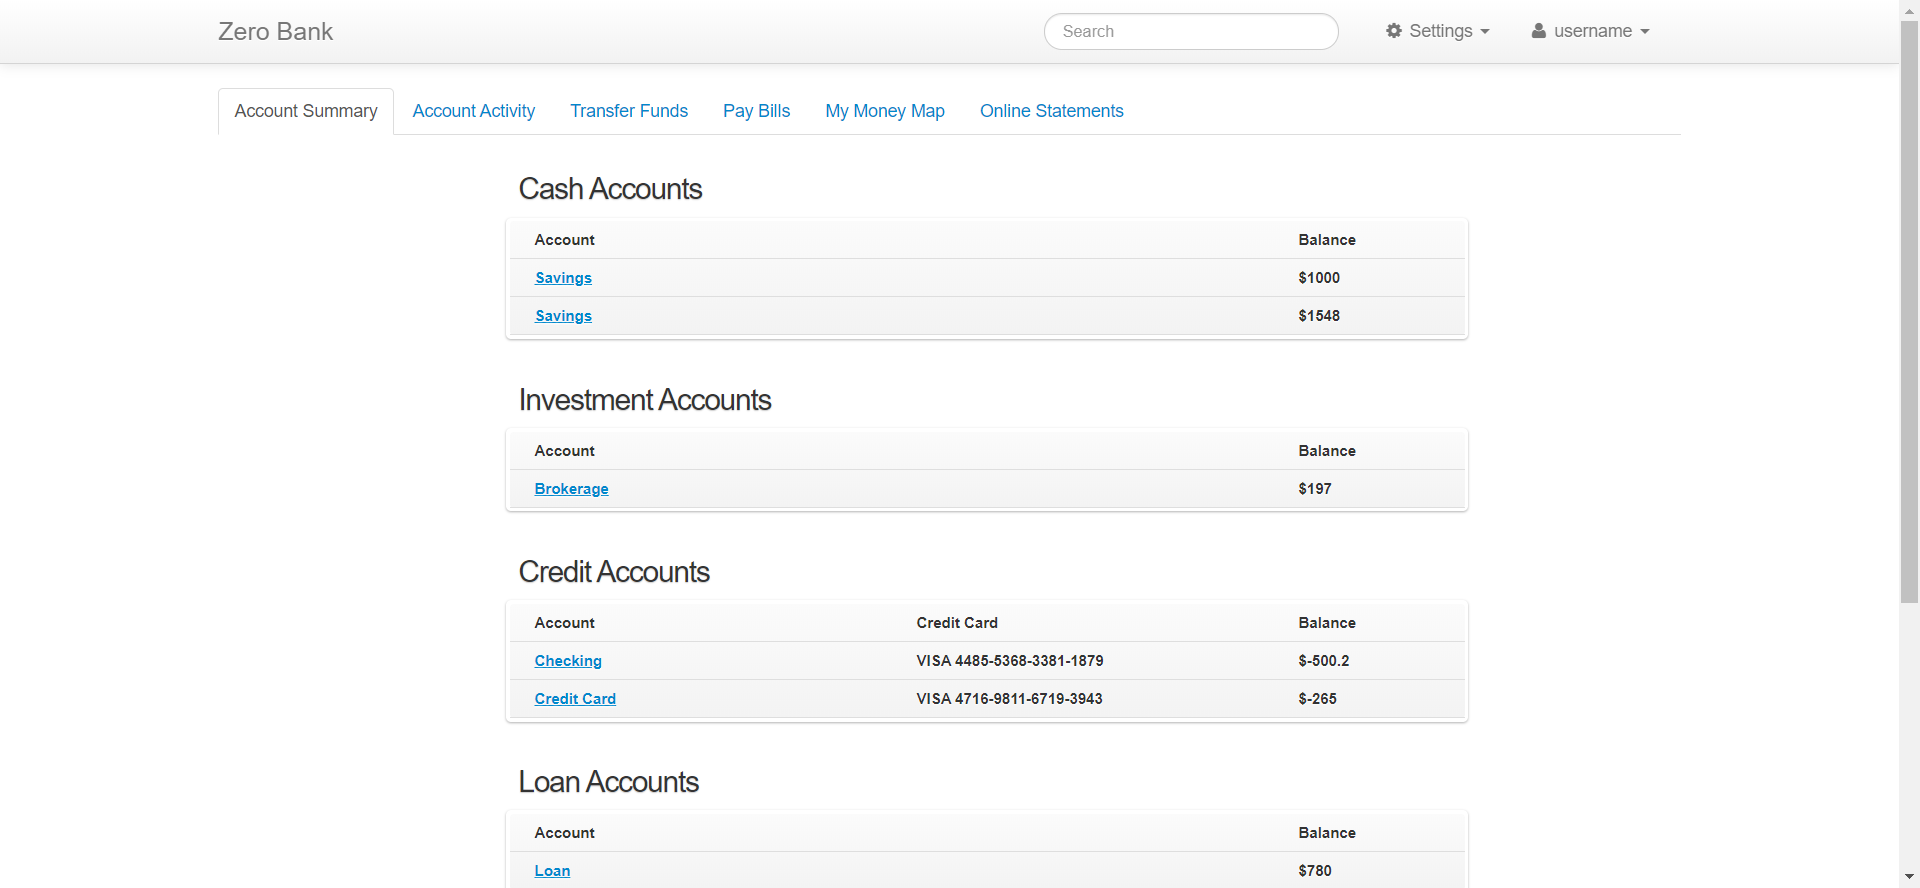 Zero Bank
Search
Settings
username
Account Summary
Account Activity
Transfer Funds
Pay Bills
My Money Map
Online Statements
Cash Accounts
Account Balance
Savings $1000
Savings $1548
Investment Accounts
Account Balance
Brokerage $197
Credit Accounts
Account Credit Card Balance
Checking VISA 4485-5368-3381-1879 $-500.2
Credit Card VISA 4716-9811-6719-3943 $-265
Loan Accounts
Account Balance
Loan $780